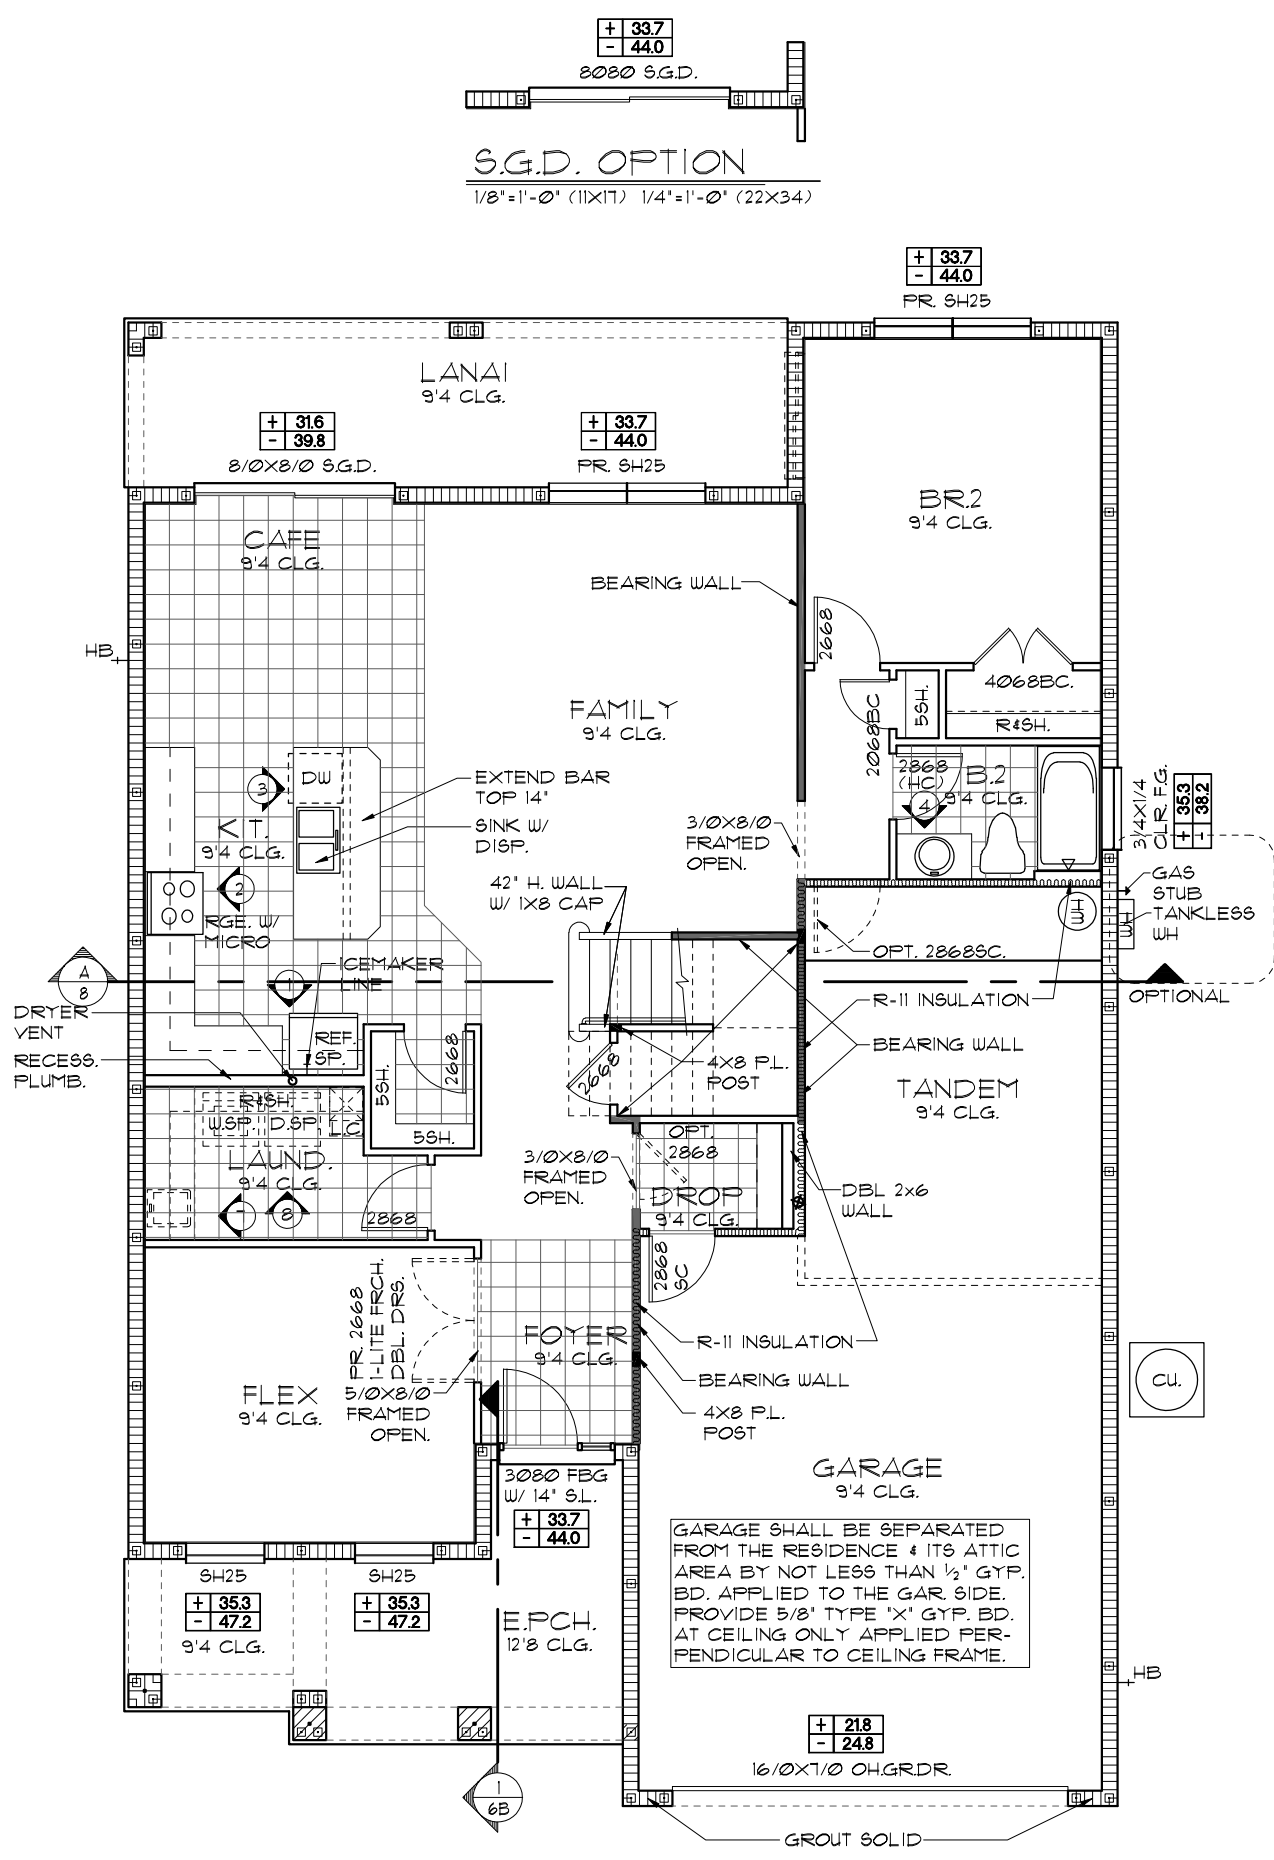 + 33.7
- 44.0
8080 S.G.D.
S.G.D. OPTION
1/8"=1'-0" (11X17) 1/4"=1'-0" (22X34)
+ 33.7
- 44.0
PR. SH25
LANAI
9'4 CLG.
+ 31.6
- 39.8
8/0X8/0 S.G.D.
+ 33.7
- 44.0
PR. SH25
BR.2
9'4 CLG.
CAFE
9'4 CLG.
BEARING WALL
2668
HB
4068BC.
5SH.
R&SH.
2068BC
FAMILY
9'4 CLG.
2868
(HC)
B.2
9'4 CLG.
4
3/4X1/4
CLR. F.G.
+ 35.3
- 38.2
DW
3
EXTEND BAR
TOP 14"
SINK W/
DISP.
KIT.
9'4 CLG.
3/0X8/0
FRAMED
OPEN.
2
RGE. W/
MICRO
42" H. WALL
W/ 1X8 CAP
GAS
STUB
TANKLESS
WH
WH
WH
OPT. 2868SC.
A
8
ICEMAKER
LINE
1
R-11 INSULATION
OPTIONAL
DRYER
VENT
RECESS.
PLUMB.
REF.
SP.
2668
5SH.
5SH.
2668
4X8 P.L.
POST
BEARING WALL
TANDEM
9'4 CLG.
R&SH.
W.SP.
D.SP
L.C.
LAUND.
9'4 CLG.
7
8
2868
OPT.
2868
3/0X8/0
FRAMED
OPEN.
DROP
9'4 CLG.
DBL 2x6
WALL
2868
SC
PR. 2668
1-LITE FRCH.
DBL. DRS.
FOYER
9'4 CLG.
R-11 INSULATION
BEARING WALL
4X8 P.L.
POST
CU.
FLEX
9'4 CLG.
5/0X8/0
FRAMED
OPEN.
3080 FBG
W/ 14" S.L.
+ 33.7
- 44.0
GARAGE
9'4 CLG.
GARAGE SHALL BE SEPARATED
FROM THE RESIDENCE & ITS ATTIC
AREA BY NOT LESS THAN ½" GYP.
BD. APPLIED TO THE GAR. SIDE.
PROVIDE 5/8" TYPE "X" GYP. BD.
AT CEILING ONLY APPLIED PER-
PENDICULAR TO CEILING FRAME.
SH25
+ 35.3
- 47.2
9'4 CLG.
SH25
+ 35.3
- 47.2
E.PCH.
12'8 CLG.
HB
+ 21.8
- 24.8
16/0X7/0 OH.GR.DR.
1
6B
GROUT SOLID